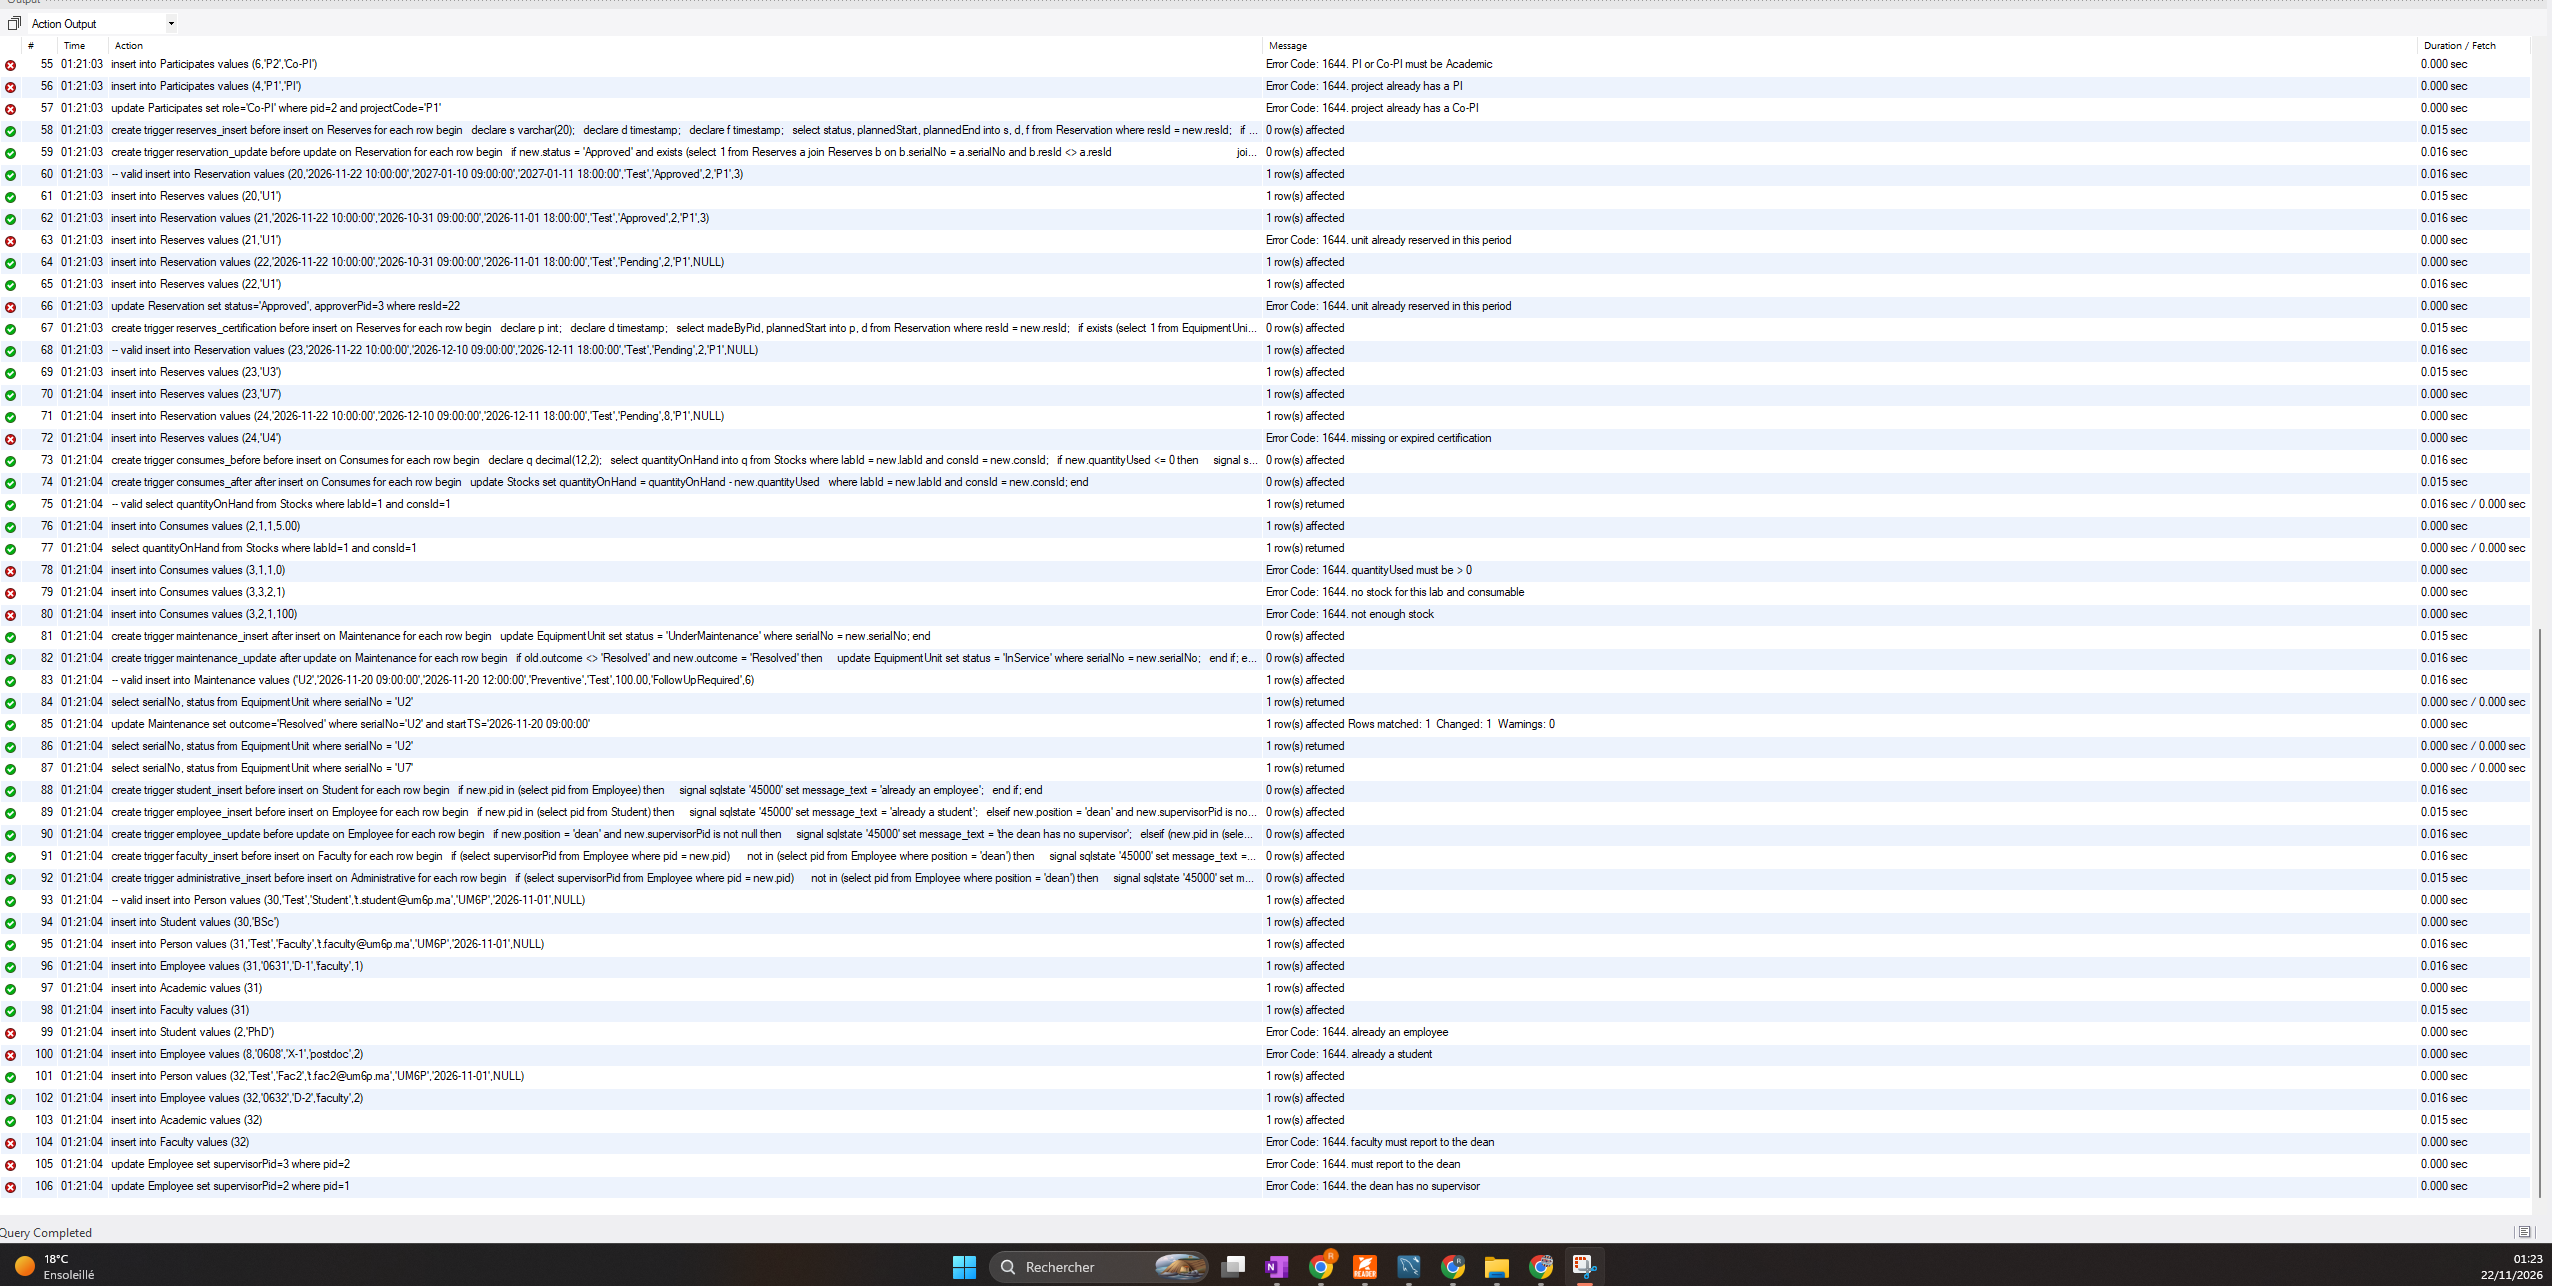 Action Output
# Time Action Message Duration / Fetch
55 01:21:03 insert into Participates values (6,'P2','Co-PI') Error Code: 1644. PI or Co-PI must be Academic 0.000 sec
56 01:21:03 insert into Participates values (4,'P1','PI') Error Code: 1644. project already has a PI 0.000 sec
57 01:21:03 update Participates set role='Co-PI' where pid=2 and projectCode='P1' Error Code: 1644. project already has a Co-PI 0.000 sec
58 01:21:03 create trigger reserves_insert before insert on Reserves for each row begin declare s varchar(20); declare d timestamp; declare f timestamp; select status, plannedStart, plannedEnd into s, d, f from Reservation where resId = new.resId; if ... 0 row(s) affected 0.015 sec
59 01:21:03 create trigger reservation_update before update on Reservation for each row begin if new.status = 'Approved' and exists (select 1 from Reserves a join Reserves b on b.serialNo = a.serialNo and b.resId <> a.resId joi... 0 row(s) affected 0.016 sec
60 01:21:03 -- valid insert into Reservation values (20,'2026-11-22 10:00:00','2027-01-10 09:00:00','2027-01-11 18:00:00','Test','Approved',2,'P1',3) 1 row(s) affected 0.016 sec
61 01:21:03 insert into Reserves values (20,'U1') 1 row(s) affected 0.015 sec
62 01:21:03 insert into Reservation values (21,'2026-11-22 10:00:00','2026-10-31 09:00:00','2026-11-01 18:00:00','Test','Approved',2,'P1',3) 1 row(s) affected 0.016 sec
63 01:21:03 insert into Reserves values (21,'U1') Error Code: 1644. unit already reserved in this period 0.000 sec
64 01:21:03 insert into Reservation values (22,'2026-11-22 10:00:00','2026-10-31 09:00:00','2026-11-01 18:00:00','Test','Pending',2,'P1',NULL) 1 row(s) affected 0.000 sec
65 01:21:03 insert into Reserves values (22,'U1') 1 row(s) affected 0.016 sec
66 01:21:03 update Reservation set status='Approved', approverPid=3 where resId=22 Error Code: 1644. unit already reserved in this period 0.000 sec
67 01:21:03 create trigger reserves_certification before insert on Reserves for each row begin declare p int; declare d timestamp; select madeByPid, plannedStart into p, d from Reservation where resId = new.resId; if exists (select 1 from EquipmentUni... 0 row(s) affected 0.015 sec
68 01:21:03 -- valid insert into Reservation values (23,'2026-11-22 10:00:00','2026-12-10 09:00:00','2026-12-11 18:00:00','Test','Pending',2,'P1',NULL) 1 row(s) affected 0.016 sec
69 01:21:03 insert into Reserves values (23,'U3') 1 row(s) affected 0.015 sec
70 01:21:04 insert into Reserves values (23,'U7') 1 row(s) affected 0.000 sec
71 01:21:04 insert into Reservation values (24,'2026-11-22 10:00:00','2026-12-10 09:00:00','2026-12-11 18:00:00','Test','Pending',8,'P1',NULL) 1 row(s) affected 0.000 sec
72 01:21:04 insert into Reserves values (24,'U4') Error Code: 1644. missing or expired certification 0.000 sec
73 01:21:04 create trigger consumes_before before insert on Consumes for each row begin declare q decimal(12,2); select quantityOnHand into q from Stocks where labId = new.labId and consId = new.consId; if new.quantityUsed <= 0 then signal s... 0 row(s) affected 0.016 sec
74 01:21:04 create trigger consumes_after after insert on Consumes for each row begin update Stocks set quantityOnHand = quantityOnHand - new.quantityUsed where labId = new.labId and consId = new.consId; end 0 row(s) affected 0.015 sec
75 01:21:04 -- valid select quantityOnHand from Stocks where labId=1 and consId=1 1 row(s) returned 0.016 sec / 0.000 sec
76 01:21:04 insert into Consumes values (2,1,1,5.00) 1 row(s) affected 0.000 sec
77 01:21:04 select quantityOnHand from Stocks where labId=1 and consId=1 1 row(s) returned 0.000 sec / 0.000 sec
78 01:21:04 insert into Consumes values (3,1,1,0) Error Code: 1644. quantityUsed must be > 0 0.000 sec
79 01:21:04 insert into Consumes values (3,3,2,1) Error Code: 1644. no stock for this lab and consumable 0.000 sec
80 01:21:04 insert into Consumes values (3,2,1,100) Error Code: 1644. not enough stock 0.000 sec
81 01:21:04 create trigger maintenance_insert after insert on Maintenance for each row begin update EquipmentUnit set status = 'UnderMaintenance' where serialNo = new.serialNo; end 0 row(s) affected 0.015 sec
82 01:21:04 create trigger maintenance_update after update on Maintenance for each row begin if old.outcome <> 'Resolved' and new.outcome = 'Resolved' then update EquipmentUnit set status = 'InService' where serialNo = new.serialNo; end if; e... 0 row(s) affected 0.016 sec
83 01:21:04 -- valid insert into Maintenance values ('U2','2026-11-20 09:00:00','2026-11-20 12:00:00','Preventive','Test',100.00,'FollowUpRequired',6) 1 row(s) affected 0.016 sec
84 01:21:04 select serialNo, status from EquipmentUnit where serialNo = 'U2' 1 row(s) returned 0.000 sec / 0.000 sec
85 01:21:04 update Maintenance set outcome='Resolved' where serialNo='U2' and startTS='2026-11-20 09:00:00' 1 row(s) affected Rows matched: 1 Changed: 1 Warnings: 0 0.000 sec
86 01:21:04 select serialNo, status from EquipmentUnit where serialNo = 'U2' 1 row(s) returned 0.000 sec / 0.000 sec
87 01:21:04 select serialNo, status from EquipmentUnit where serialNo = 'U7' 1 row(s) returned 0.000 sec / 0.000 sec
88 01:21:04 create trigger student_insert before insert on Student for each row begin if new.pid in (select pid from Employee) then signal sqlstate '45000' set message_text = 'already an employee'; end if; end 0 row(s) affected 0.016 sec
89 01:21:04 create trigger employee_insert before insert on Employee for each row begin if new.pid in (select pid from Student) then signal sqlstate '45000' set message_text = 'already a student'; elseif new.position = 'dean' and new.supervisorPid is no... 0 row(s) affected 0.015 sec
90 01:21:04 create trigger employee_update before update on Employee for each row begin if new.position = 'dean' and new.supervisorPid is not null then signal sqlstate '45000' set message_text = 'the dean has no supervisor'; elseif (new.pid in (sele... 0 row(s) affected 0.016 sec
91 01:21:04 create trigger faculty_insert before insert on Faculty for each row begin if (select supervisorPid from Employee where pid = new.pid) not in (select pid from Employee where position = 'dean') then signal sqlstate '45000' set message_text =... 0 row(s) affected 0.016 sec
92 01:21:04 create trigger administrative_insert before insert on Administrative for each row begin if (select supervisorPid from Employee where pid = new.pid) not in (select pid from Employee where position = 'dean') then signal sqlstate '45000' set m... 0 row(s) affected 0.015 sec
93 01:21:04 -- valid insert into Person values (30,'Test','Student','t.student@um6p.ma','UM6P','2026-11-01',NULL) 1 row(s) affected 0.000 sec
94 01:21:04 insert into Student values (30,'BSc') 1 row(s) affected 0.000 sec
95 01:21:04 insert into Person values (31,'Test','Faculty','t.faculty@um6p.ma','UM6P','2026-11-01',NULL) 1 row(s) affected 0.016 sec
96 01:21:04 insert into Employee values (31,'0631','D-1','faculty',1) 1 row(s) affected 0.016 sec
97 01:21:04 insert into Academic values (31) 1 row(s) affected 0.000 sec
98 01:21:04 insert into Faculty values (31) 1 row(s) affected 0.015 sec
99 01:21:04 insert into Student values (2,'PhD') Error Code: 1644. already an employee 0.000 sec
100 01:21:04 insert into Employee values (8,'0608','X-1','postdoc',2) Error Code: 1644. already a student 0.000 sec
101 01:21:04 insert into Person values (32,'Test','Fac2','t.fac2@um6p.ma','UM6P','2026-11-01',NULL) 1 row(s) affected 0.000 sec
102 01:21:04 insert into Employee values (32,'0632','D-2','faculty',2) 1 row(s) affected 0.016 sec
103 01:21:04 insert into Academic values (32) 1 row(s) affected 0.015 sec
104 01:21:04 insert into Faculty values (32) Error Code: 1644. faculty must report to the dean 0.000 sec
105 01:21:04 update Employee set supervisorPid=3 where pid=2 Error Code: 1644. must report to the dean 0.000 sec
106 01:21:04 update Employee set supervisorPid=2 where pid=1 Error Code: 1644. the dean has no supervisor 0.000 sec
Query Completed
18°C
Ensoleillé
Rechercher
01:23
22/11/2026